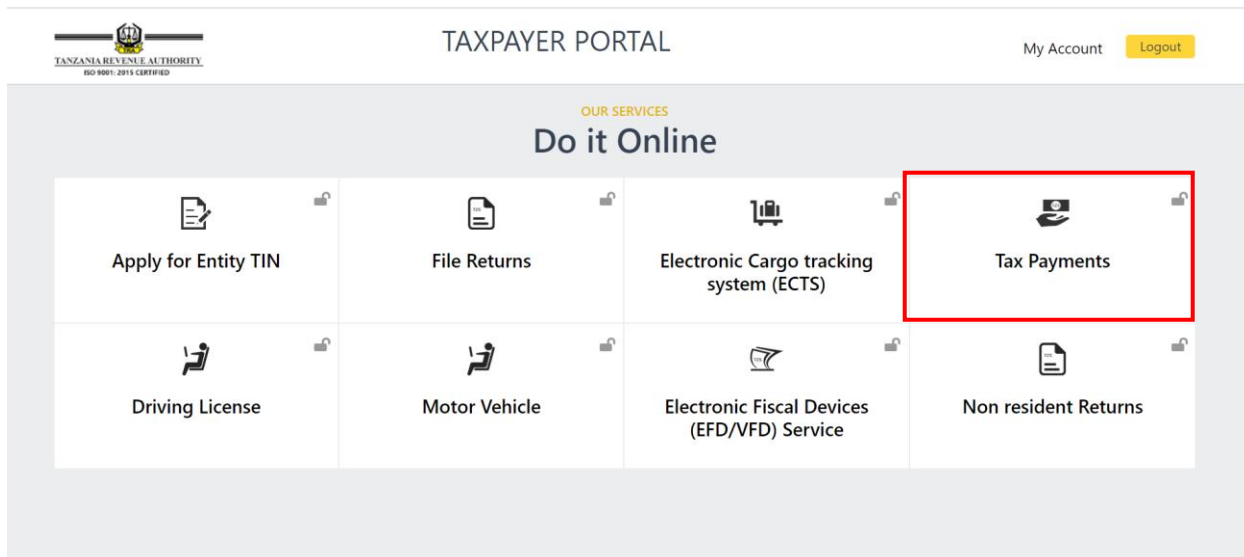 TANZANIA REVENUE AUTHORITY
ISO 9001: 2015 CERTIFIED
TAXPAYER PORTAL
My Account
Logout
OUR SERVICES
Do it Online
Apply for Entity TIN
File Returns
Electronic Cargo tracking
system (ECTS)
Tax Payments
Driving License
Motor Vehicle
Electronic Fiscal Devices
(EFD/VFD) Service
Non resident Returns